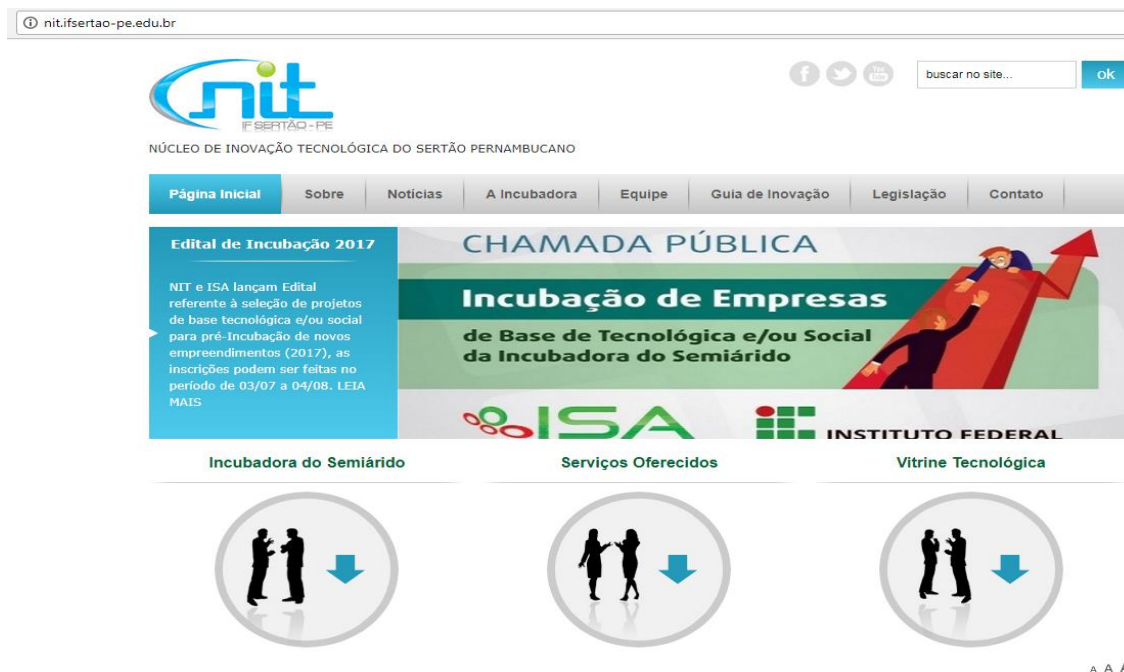 nit.ifsertao-pe.edu.br
nit
IF SERTÃO-PE
NÚCLEO DE INOVAÇÃO TECNOLÓGICA DO SERTÃO PERNAMBUCANO
f You Tube buscar no site... ok
Página Inicial Sobre Notícias A Incubadora Equipe Guia de Inovação Legislação Contato
Edital de Incubação 2017
NIT e ISA lançam Edital
referente à seleção de projetos
de base tecnológica e/ou social
para pré-Incubação de novos
empreendimentos (2017), as
inscrições podem ser feitas no
período de 03/07 a 04/08. LEIA
MAIS
CHAMADA PÚBLICA
Incubação de Empresas
de Base de Tecnológica e/ou Social
da Incubadora do Semiárido
ISA INSTITUTO FEDERAL
Incubadora do Semiárido Serviços Oferecidos Vitrine Tecnológica
A A A